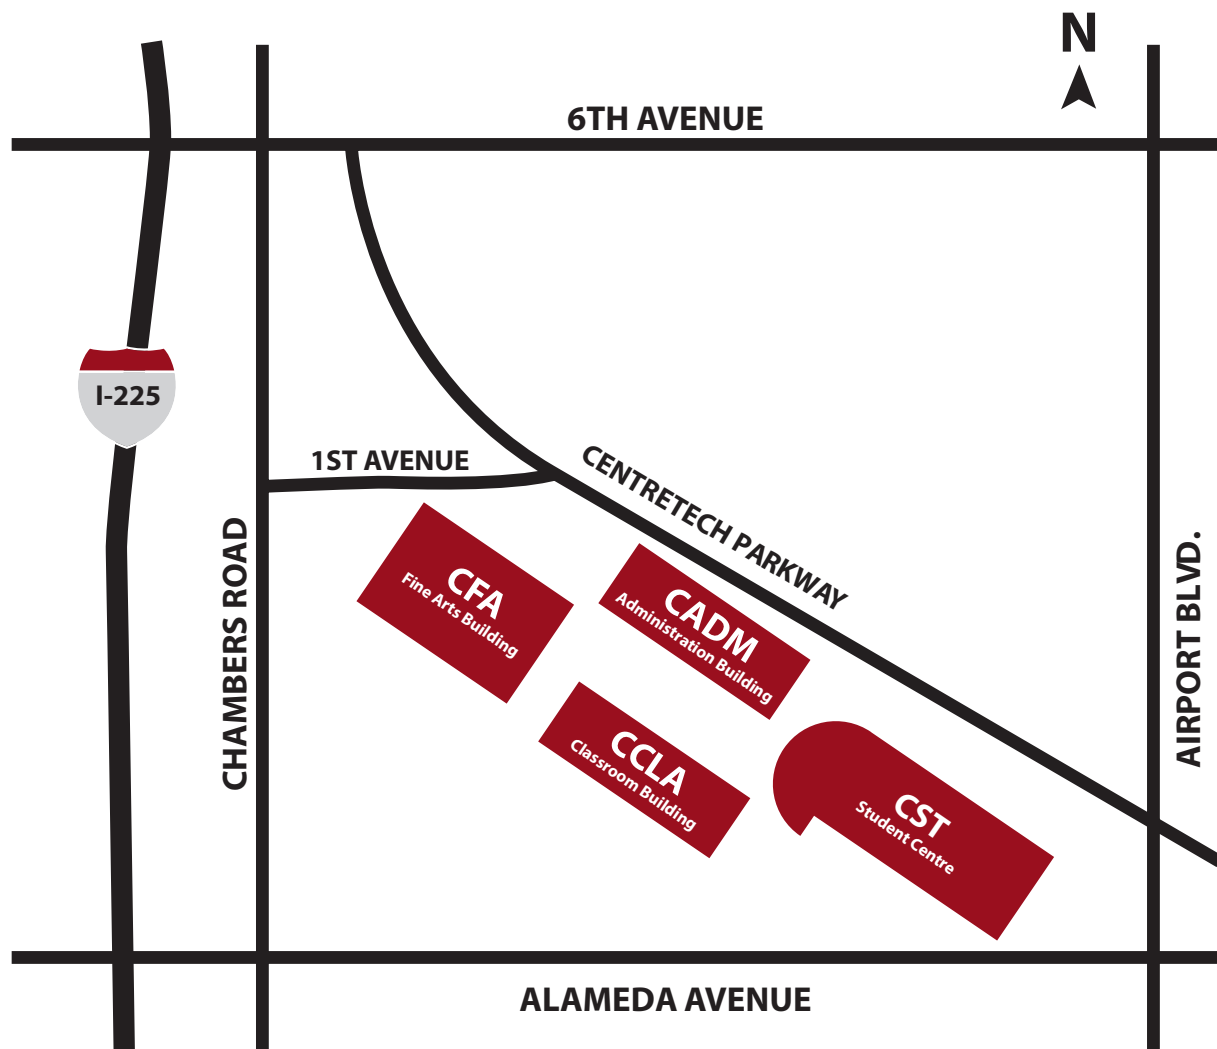 N
6TH AVENUE
I-225
1ST AVENUE
CENTRETECH PARKWAY
CHAMBERS ROAD
AIRPORT BLVD.
CFA
Fine Arts Building
CADM
Administration Building
CCLA
Classroom Building
CST
Student Centre
ALAMEDA AVENUE